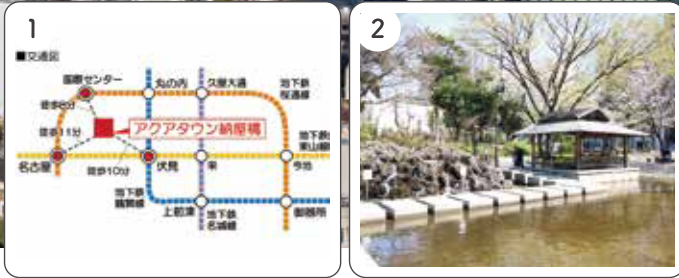 1
■交通図
国際センター
丸の内
久屋大通
地下鉄
桜通線
徒歩8分
徒歩11分
アクアタウン納屋橋
地下鉄
東山線
名古屋
徒歩10分
伏見
栄
今池
地下鉄
鶴舞線
上前津
地下鉄
名城線
御器所
2